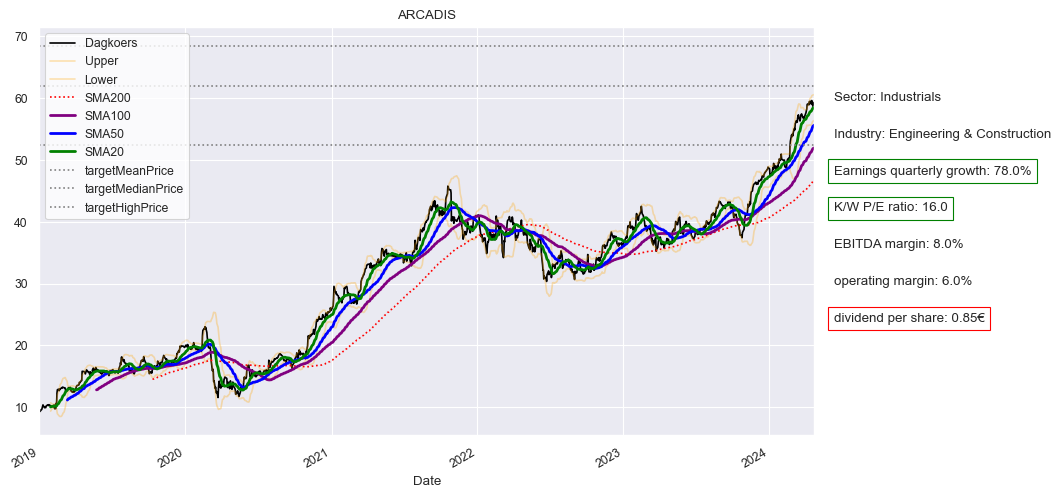 ARCADIS
70
60
50
40
30
20
10
Dagkoers
Upper
Lower
SMA200
SMA100
SMA50
SMA20
targetMeanPrice
targetMedianPrice
targetHighPrice
2019
2020
2021
2022
2023
2024
Date
Sector: Industrials
Industry: Engineering & Construction
Earnings quarterly growth: 78.0%
K/W P/E ratio: 16.0
EBITDA margin: 8.0%
operating margin: 6.0%
dividend per share: 0.85€